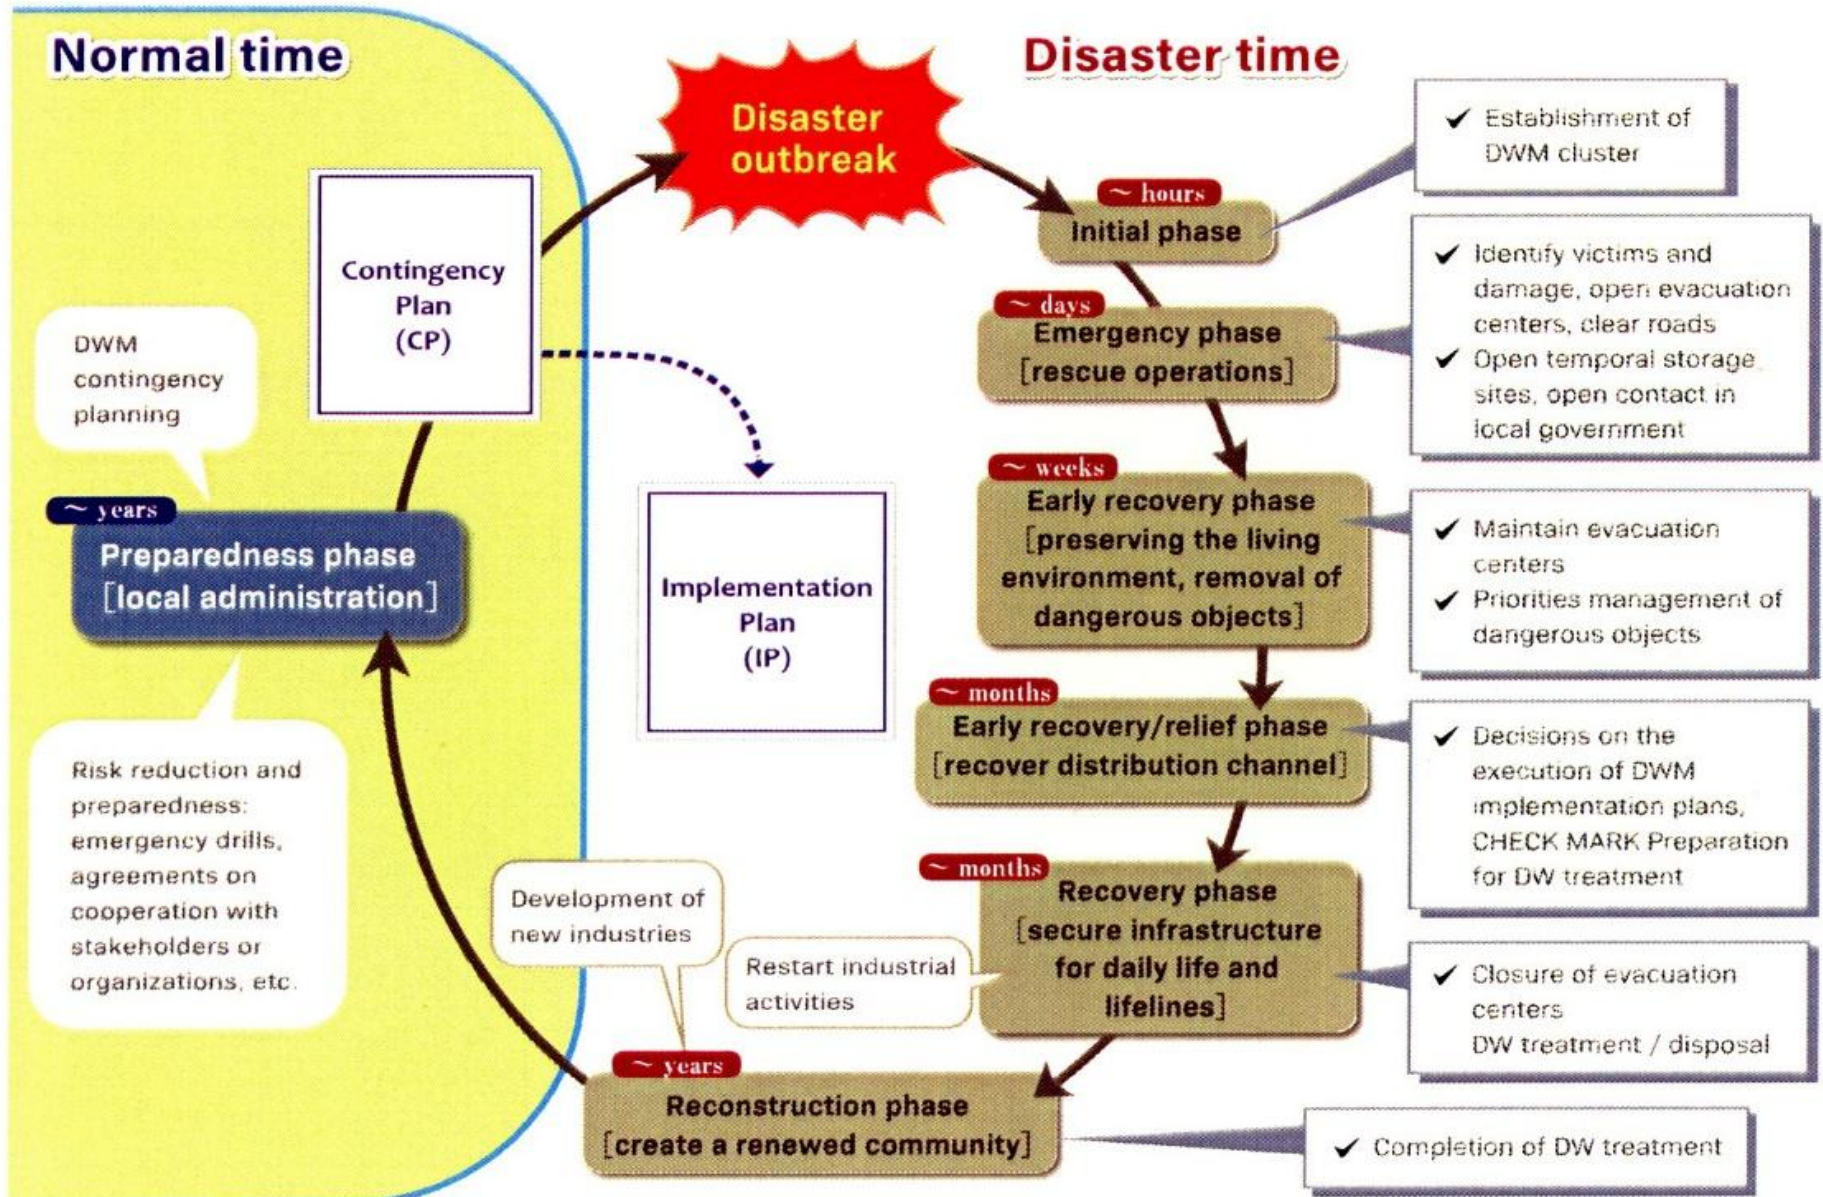 Normal time
Disaster time
Disaster
outbreak
Contingency
Plan
(CP)
DWM
contingency
planning
~ years
Preparedness phase
[local administration]
Risk reduction and
preparedness:
emergency drills,
agreements on
cooperation with
stakeholders or
organizations, etc.
Implementation
Plan
(IP)
~ hours
Initial phase
✔ Establishment of
DWM cluster
~ days
Emergency phase
[rescue operations]
✔ Identify victims and
damage, open evacuation
centers, clear roads
✔ Open temporal storage
sites, open contact in
local government
~ weeks
Early recovery phase
[preserving the living
environment, removal of
dangerous objects]
✔ Maintain evacuation
centers
✔ Priorities management of
dangerous objects
~ months
Early recovery/relief phase
[recover distribution channel]
✔ Decisions on the
execution of DWM
implementation plans,
CHECK MARK Preparation
for DW treatment
~ months
Recovery phase
[secure infrastructure
for daily life and
lifelines]
Restart industrial
activities
✔ Closure of evacuation
centers
DW treatment / disposal
Development of
new industries
~ years
Reconstruction phase
[create a renewed community]
✔ Completion of DW treatment